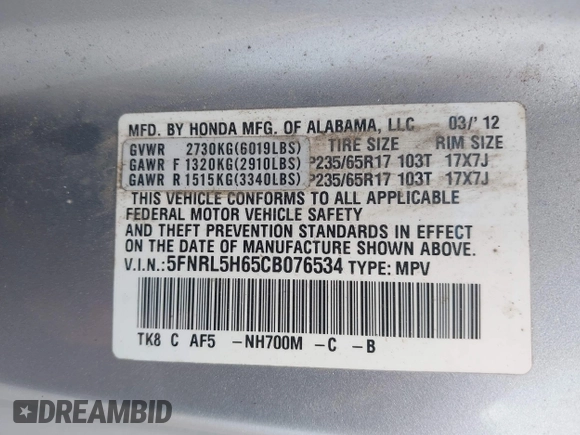 MFD. BY HONDA MFG. OF ALABAMA, LLC 03/' 12
GVWR 2730KG(6019LBS) TIRE SIZE RIM SIZE
GAWR F 1320KG(2910LBS) P235/65R17 103T 17X7J
GAWR R 1515KG(3340LBS) P235/65R17 103T 17X7J
THIS VEHICLE CONFORMS TO ALL APPLICABLE
FEDERAL MOTOR VEHICLE SAFETY
AND THEFT PREVENTION STANDARDS IN EFFECT
ON THE DATE OF MANUFACTURE SHOWN ABOVE.
V.I.N.:5FNRL5H65CB076534 TYPE: MPV
TK8 C AF5 -NH700M -C -B
DREAMBID